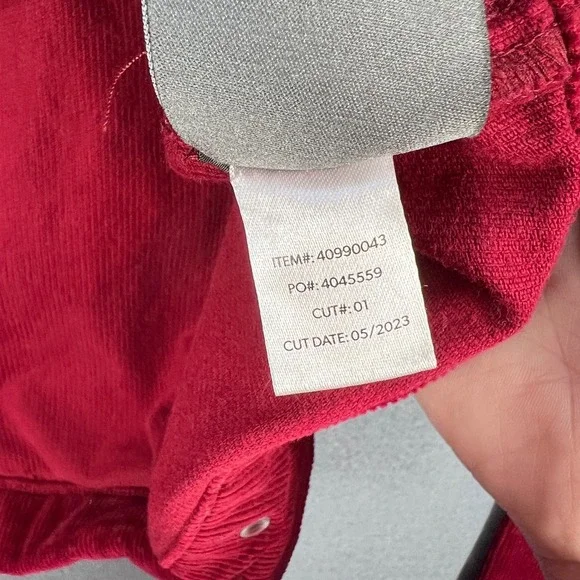 ITEM#: 40990043
PO#: 4045559
CUT#: 01
CUT DATE: 05/2023